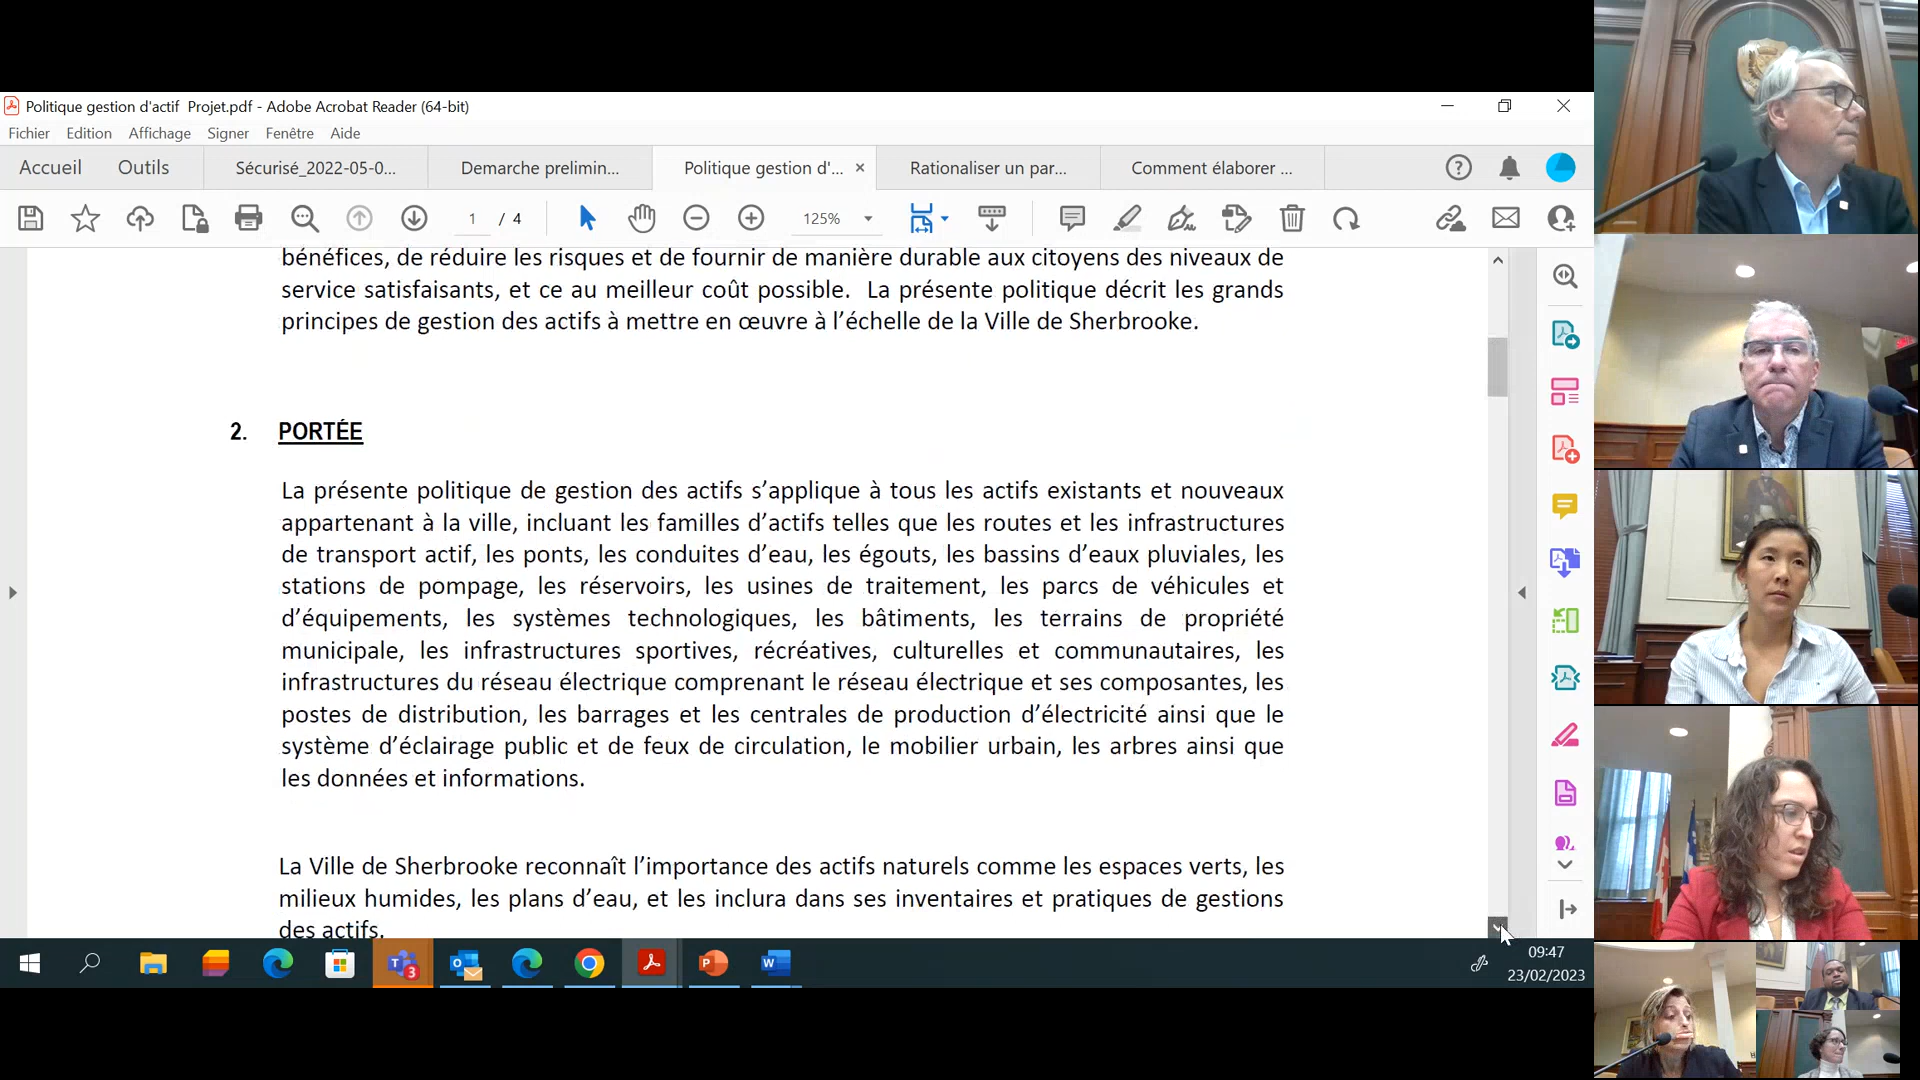 Politique gestion d'actif  Projet.pdf - Adobe Acrobat Reader (64-bit)
Fichier Edition Affichage Signer Fenêtre Aide
Accueil Outils Sécurisé_2022-05-0... Demarche prelimin... Politique gestion d'... Rationaliser un par... Comment élaborer ...
1 / 4 125%
bénéfices, de réduire les risques et de fournir de manière durable aux citoyens des niveaux de
service satisfaisants, et ce au meilleur coût possible.  La présente politique décrit les grands
principes de gestion des actifs à mettre en œuvre à l’échelle de la Ville de Sherbrooke.
2. PORTÉE
La présente politique de gestion des actifs s’applique à tous les actifs existants et nouveaux
appartenant à la ville, incluant les familles d’actifs telles que les routes et les infrastructures
de transport actif, les ponts, les conduites d’eau, les égouts, les bassins d’eaux pluviales, les
stations de pompage, les réservoirs, les usines de traitement, les parcs de véhicules et
d’équipements, les systèmes technologiques, les bâtiments, les terrains de propriété
municipale, les infrastructures sportives, récréatives, culturelles et communautaires, les
infrastructures du réseau électrique comprenant le réseau électrique et ses composantes, les
postes de distribution, les barrages et les centrales de production d’électricité ainsi que le
système d’éclairage public et de feux de circulation, le mobilier urbain, les arbres ainsi que
les données et informations.
La Ville de Sherbrooke reconnaît l’importance des actifs naturels comme les espaces verts, les
milieux humides, les plans d’eau, et les inclura dans ses inventaires et pratiques de gestions
des actifs.
3
09:47
23/02/2023